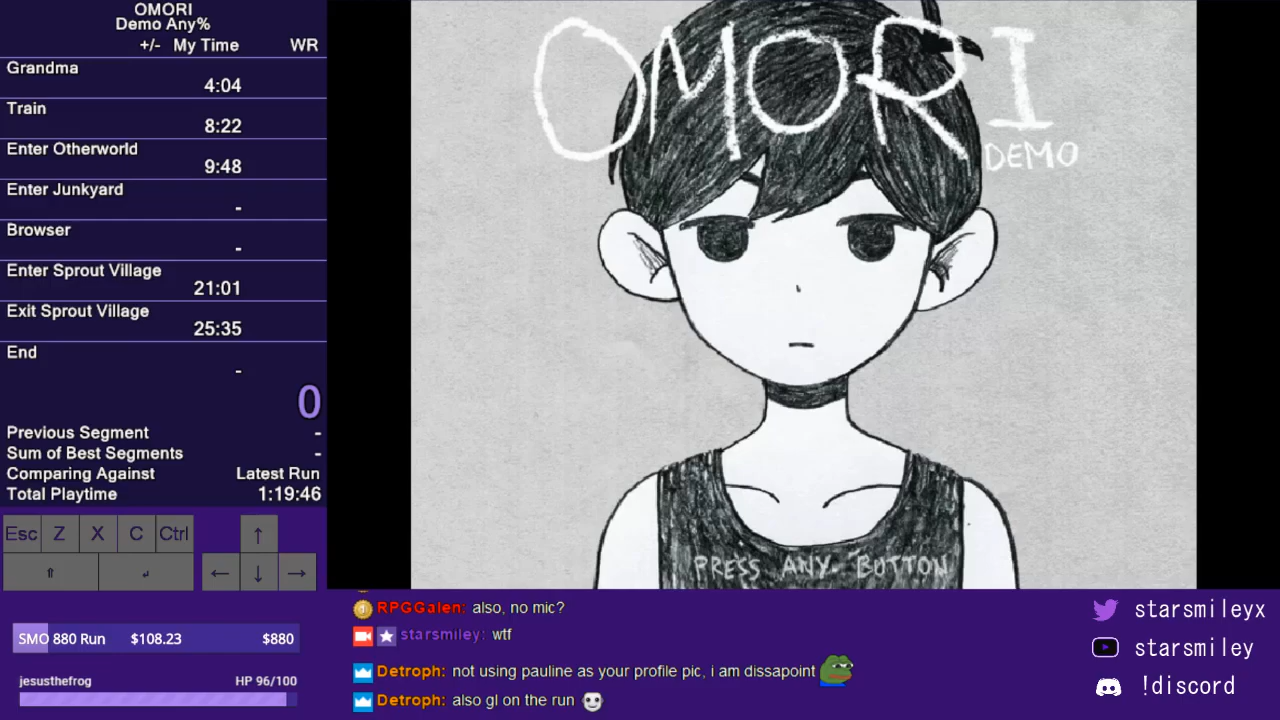 OMORI
Demo Any%
+/- My Time WR
Grandma
4:04
Train
8:22
Enter Otherworld
9:48
Enter Junkyard
-
Browser
-
Enter Sprout Village
21:01
Exit Sprout Village
25:35
End
-
0
Previous Segment -
Sum of Best Segments -
Comparing Against Latest Run
Total Playtime 1:19:46
Esc Z X C Ctrl ↑
⇧ ↲ ← ↓ →
SMO 880 Run $108.23 $880
jesusthefrog HP 96/100
OMORI
DEMO
PRESS ANY BUTTON
RPGGalen: also, no mic?
starsmiley: wtf
Detroph: not using pauline as your profile pic, i am dissapoint
Detroph: also gl on the run
starsmileyx
starsmiley
!discord